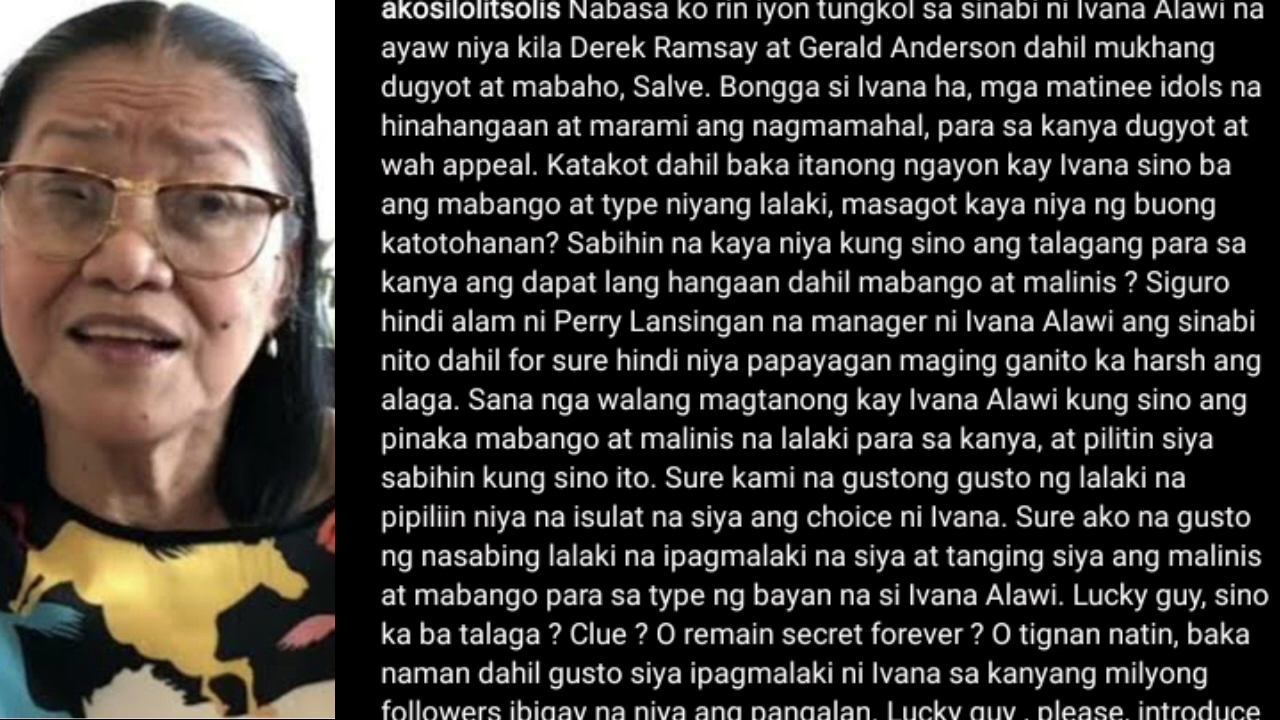 akosilolitsolis Nabasa ko rin iyon tungkol sa sinabi ni Ivana Alawi na
ayaw niya kila Derek Ramsay at Gerald Anderson dahil mukhang
dugyot at mabaho, Salve. Bongga si Ivana ha, mga matinee idols na
hinahangaan at marami ang nagmamahal, para sa kanya dugyot at
wah appeal. Katakot dahil baka itanong ngayon kay Ivana sino ba
ang mabango at type niyang lalaki, masagot kaya niya ng buong
katotohanan? Sabihin na kaya niya kung sino ang talagang para sa
kanya ang dapat lang hangaan dahil mabango at malinis ? Siguro
hindi alam ni Perry Lansingan na manager ni Ivana Alawi ang sinabi
nito dahil for sure hindi niya papayagan maging ganito ka harsh ang
alaga. Sana nga walang magtanong kay Ivana Alawi kung sino ang
pinaka mabango at malinis na lalaki para sa kanya, at pilitin siya
sabihin kung sino ito. Sure kami na gustong gusto ng lalaki na
pipiliin niya na isulat na siya ang choice ni Ivana. Sure ako na gusto
ng nasabing lalaki na ipagmalaki na siya at tanging siya ang malinis
at mabango para sa type ng bayan na si Ivana Alawi. Lucky guy, sino
ka ba talaga ? Clue ? O remain secret forever ? O tignan natin, baka
naman dahil gusto siya ipagmalaki ni Ivana sa kanyang milyong
followers ibigay na niya ang pangalan. Lucky guy , please, introduce